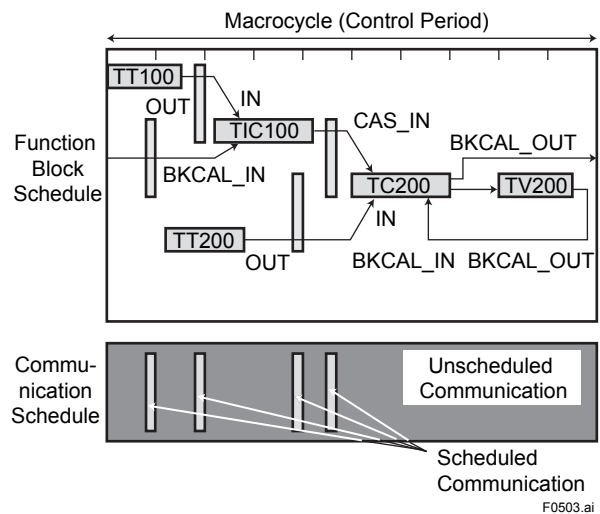 Macrocycle (Control Period)
TT100
OUT
IN
TIC100
CAS_IN
Function
Block
Schedule
BKCAL_IN
BKCAL_OUT
TC200
TV200
IN
TT200
OUT
BKCAL_IN
BKCAL_OUT
Commu-
nication
Schedule
Unscheduled
Communication
Scheduled
Communication
F0503.ai